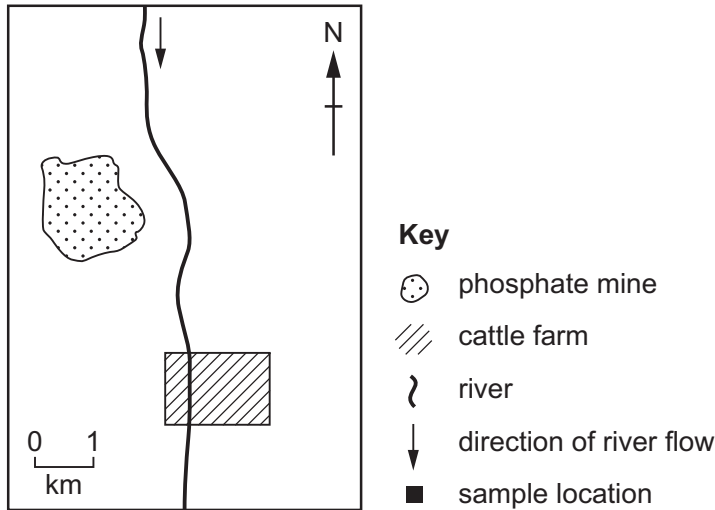 N
0 1
km
Key
phosphate mine
cattle farm
river
direction of river flow
sample location